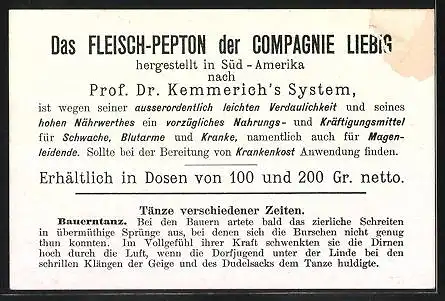 Das FLEISCH-PEPTON der COMPAGNIE LIEBIG
hergestellt in Süd - Amerika
nach
Prof. Dr. Kemmerich's System,
ist wegen seiner ausserordentlich leichten Verdaulichkeit und seines
hohen Nährwerthes ein vorzügliches Nahrungs- und Kräftigungsmittel
für Schwache, Blutarme und Kranke, namentlich auch für Magen-
leidende. Sollte bei der Bereitung von Krankenkost Anwendung finden.
Erhältlich in Dosen von 100 und 200 Gr. netto.
Tänze verschiedener Zeiten.
Bauerntanz. Bei den Bauern artete bald das zierliche Schreiten
in übermüthige Sprünge aus, bei denen sich die Burschen nicht genug
thun konnten. Im Vollgefühl ihrer Kraft schwenkten sie die Dirnen
hoch durch die Luft, wenn die Dorfjugend unter der Linde bei den
schrillen Klängen der Geige und des Dudelsacks dem Tanze huldigte.